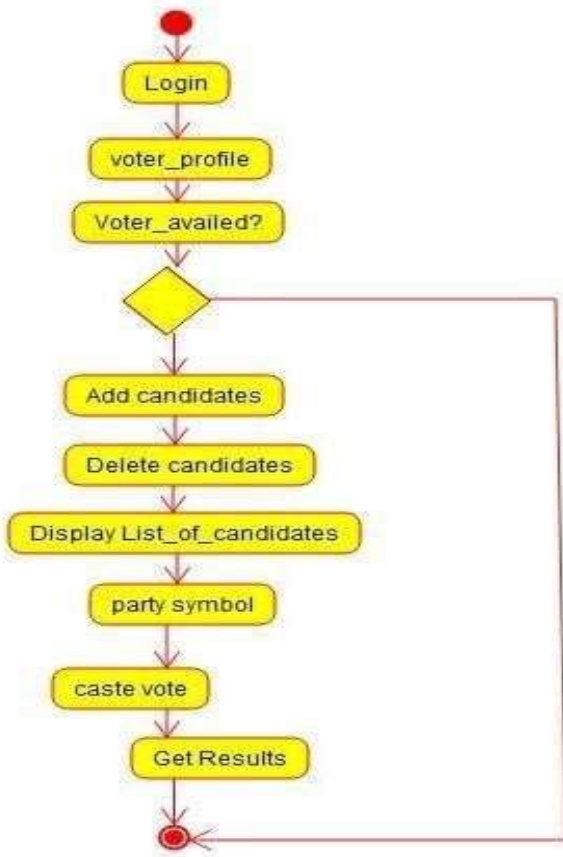 Login
voter_profile
Voter_availed?
Add candidates
Delete candidates
Display List_of_candidates
party symbol
caste vote
Get Results